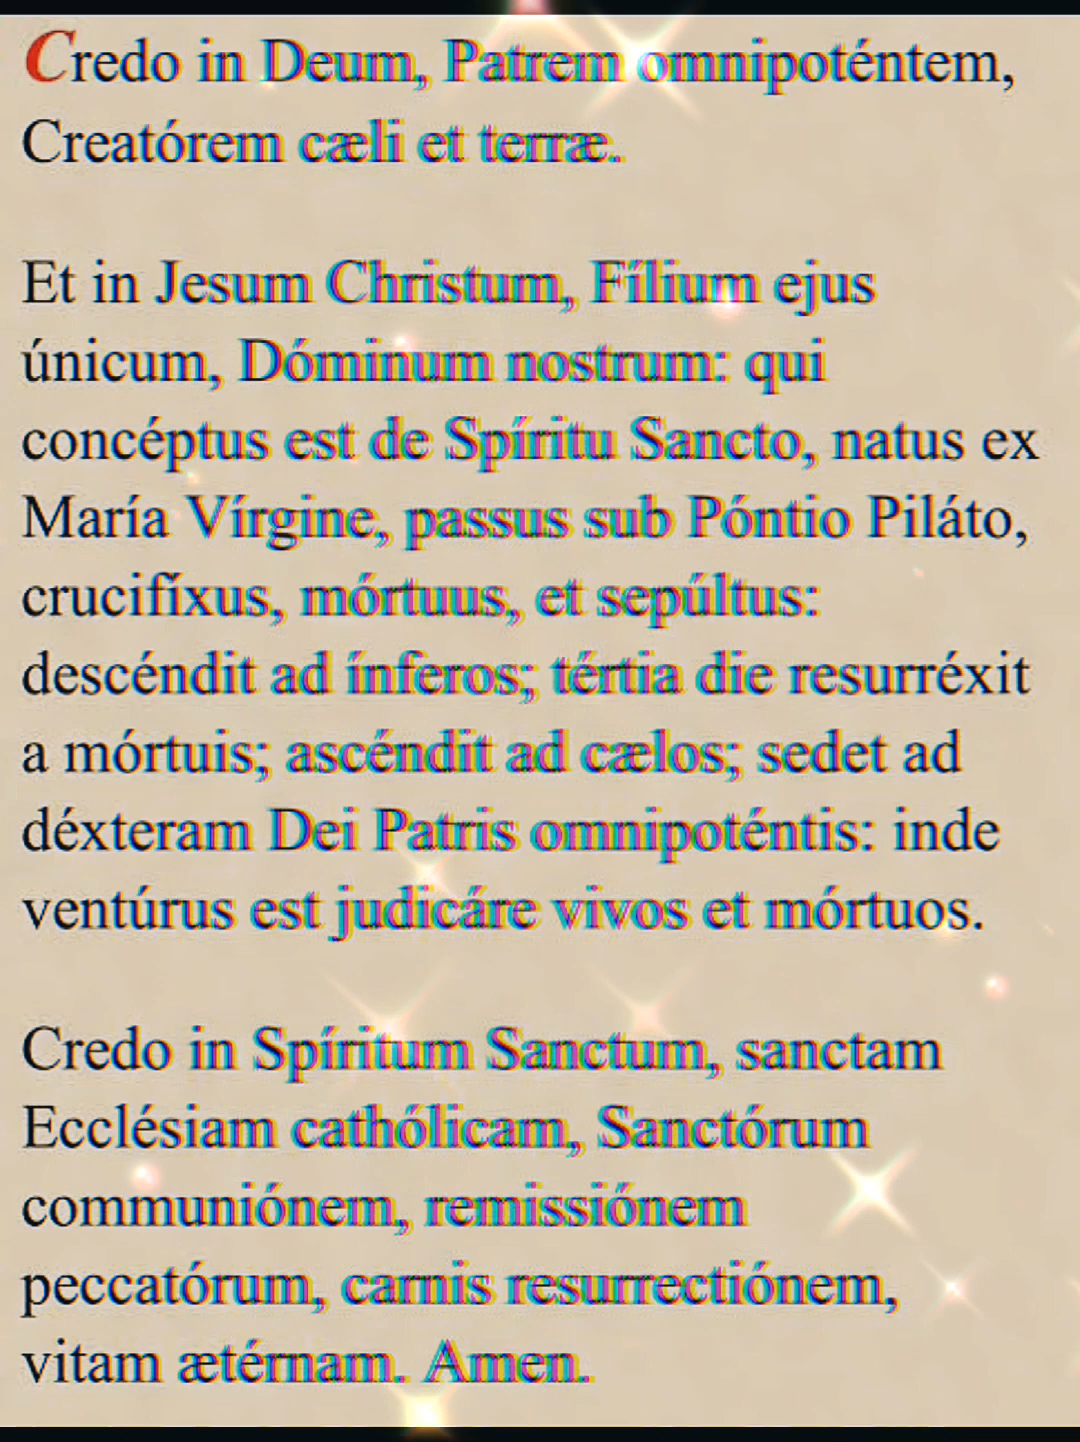 Credo in Deum, Patrem omnipoténtem,
Creatórem cæli et terræ.
Et in Jesum Christum, Fílium ejus
únicum, Dóminum nostrum: qui
concéptus est de Spíritu Sancto, natus ex
María Vírgine, passus sub Póntio Piláto,
crucifíxus, mórtuus, et sepúltus:
descéndit ad ínferos; tértia die resurréxit
a mórtuis; ascéndit ad cælos; sedet ad
déxteram Dei Patris omnipoténtis: inde
ventúrus est judicáre vivos et mórtuos.
Credo in Spíritum Sanctum, sanctam
Ecclésiam cathólicam, Sanctórum
communiónem, remissiónem
peccatórum, carnis resurrectiónem,
vitam ætérnam. Amen.